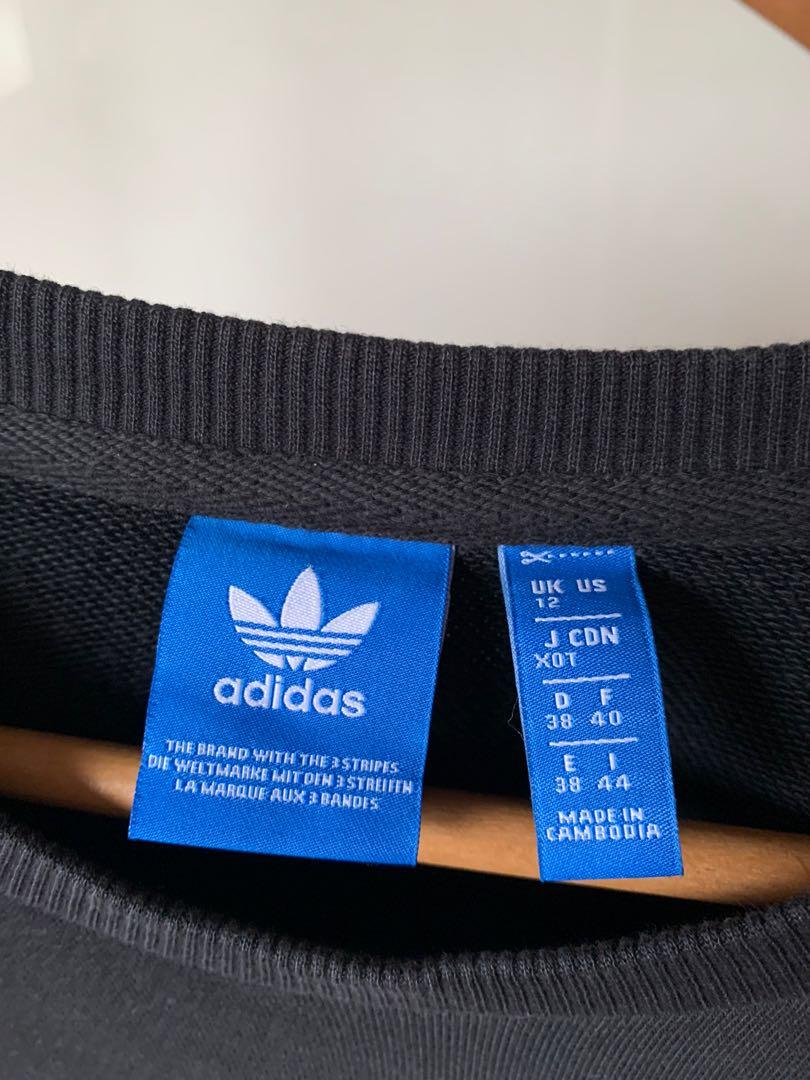 adidas
THE BRAND WITH THE 3 STRIPES
DIE WELTMARKE MIT DEN 3 STREIFEN
LA MARQUE AUX 3 BANDES
UK US
12
J CDN
XOT
D F
38 40
E I
38 44
MADE IN
CAMBODIA